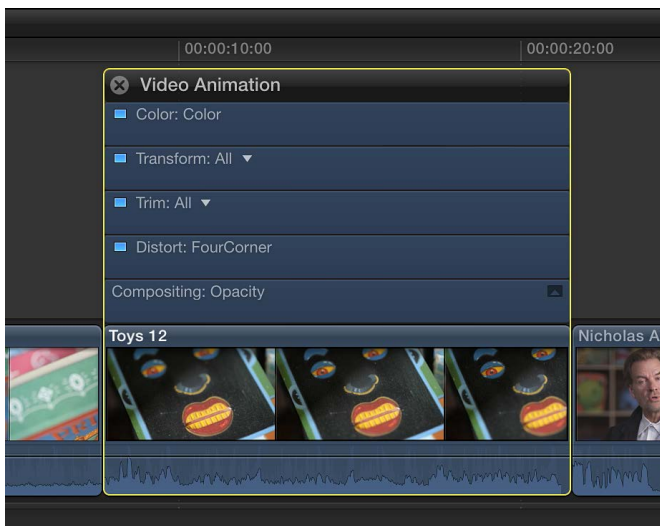 00:00:10:00
00:00:20:00
Video Animation
Color: Color
Transform: All
Trim: All
Distort: FourCorner
Compositing: Opacity
Toys 12
Nicholas A